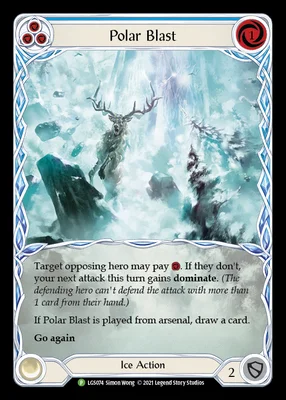 Polar Blast
1
Target opposing hero may pay 1. If they don't,
your next attack this turn gains dominate. (The
defending hero can't defend the attack with more than
1 card from their hand.)
If Polar Blast is played from arsenal, draw a card.
Go again
Ice Action
2
P LGS074 Simon Wong © 2021 Legend Story Studios